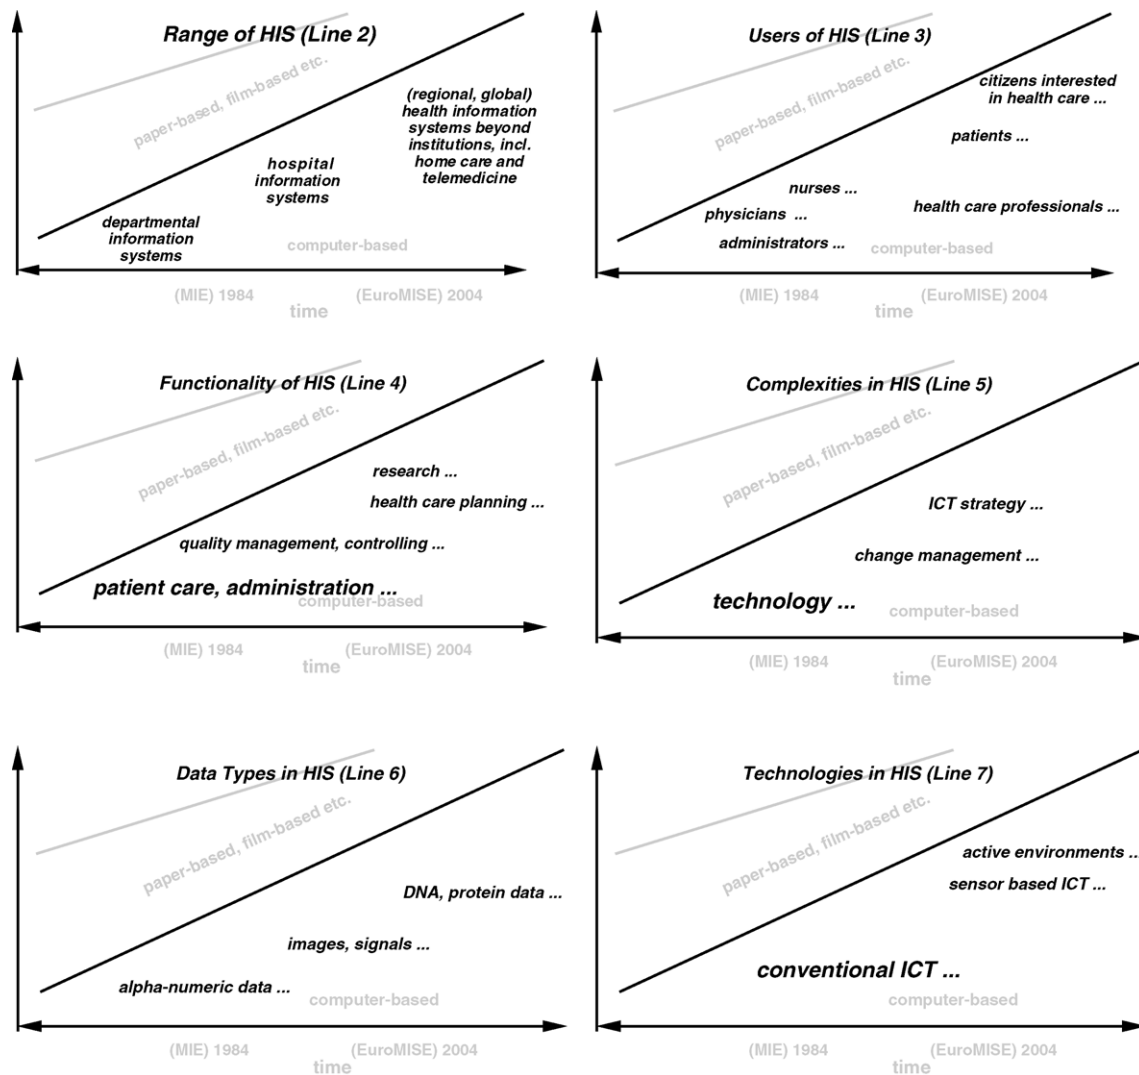 Range of HIS (Line 2)
paper-based, film-based etc.
(regional, global)
health information
systems beyond
institutions, incl.
home care and
telemedicine
hospital
information
systems
departmental
information
systems
computer-based
(MIE) 1984
(EuroMISE) 2004
time
Users of HIS (Line 3)
paper-based, film-based etc.
citizens interested
in health care ...
patients ...
nurses ...
health care professionals ...
physicians ...
administrators ...
computer-based
(MIE) 1984
(EuroMISE) 2004
time
Functionality of HIS (Line 4)
paper-based, film-based etc.
research ...
health care planning ...
quality management, controlling ...
patient care, administration ...
computer-based
(MIE) 1984
(EuroMISE) 2004
time
Complexities in HIS (Line 5)
paper-based, film-based etc.
ICT strategy ...
change management ...
technology ...
computer-based
(MIE) 1984
(EuroMISE) 2004
time
Data Types in HIS (Line 6)
paper-based, film-based etc.
DNA, protein data ...
images, signals ...
alpha-numeric data ...
computer-based
(MIE) 1984
(EuroMISE) 2004
time
Technologies in HIS (Line 7)
paper-based, film-based etc.
active environments ...
sensor based ICT ...
conventional ICT ...
computer-based
(MIE) 1984
(EuroMISE) 2004
time